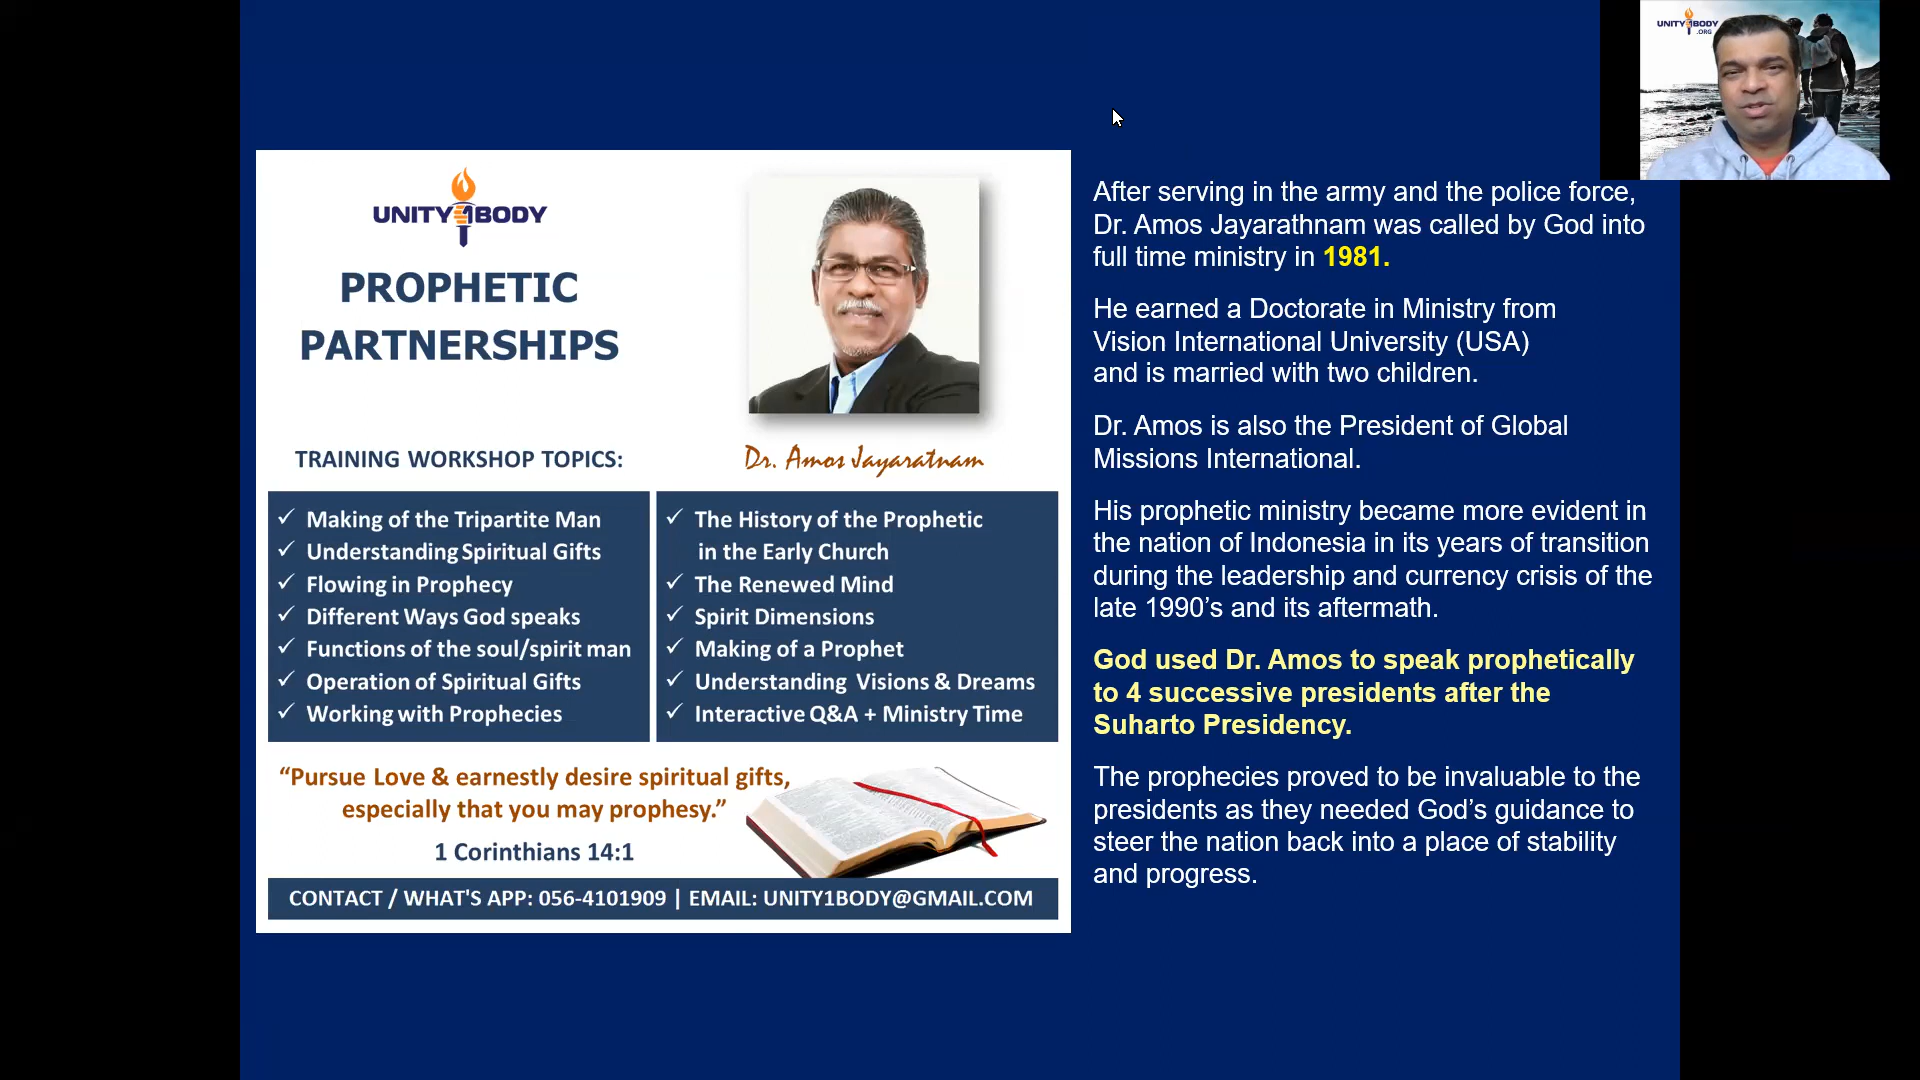 UNITY1BODY
PROPHETIC
PARTNERSHIPS
TRAINING WORKSHOP TOPICS:
Dr. Amos Jayaratnam
✓ Making of the Tripartite Man
✓ Understanding Spiritual Gifts
✓ Flowing in Prophecy
✓ Different Ways God speaks
✓ Functions of the soul/spirit man
✓ Operation of Spiritual Gifts
✓ Working with Prophecies
✓ The History of the Prophetic
in the Early Church
✓ The Renewed Mind
✓ Spirit Dimensions
✓ Making of a Prophet
✓ Understanding Visions & Dreams
✓ Interactive Q&A + Ministry Time
“Pursue Love & earnestly desire spiritual gifts,
especially that you may prophesy.”
1 Corinthians 14:1
CONTACT / WHAT'S APP: 056-4101909 | EMAIL: UNITY1BODY@GMAIL.COM
After serving in the army and the police force,
Dr. Amos Jayarathnam was called by God into
full time ministry in 1981.
He earned a Doctorate in Ministry from
Vision International University (USA)
and is married with two children.
Dr. Amos is also the President of Global
Missions International.
His prophetic ministry became more evident in
the nation of Indonesia in its years of transition
during the leadership and currency crisis of the
late 1990’s and its aftermath.
God used Dr. Amos to speak prophetically
to 4 successive presidents after the
Suharto Presidency.
The prophecies proved to be invaluable to the
presidents as they needed God’s guidance to
steer the nation back into a place of stability
and progress.
UNITY1BODY
.ORG